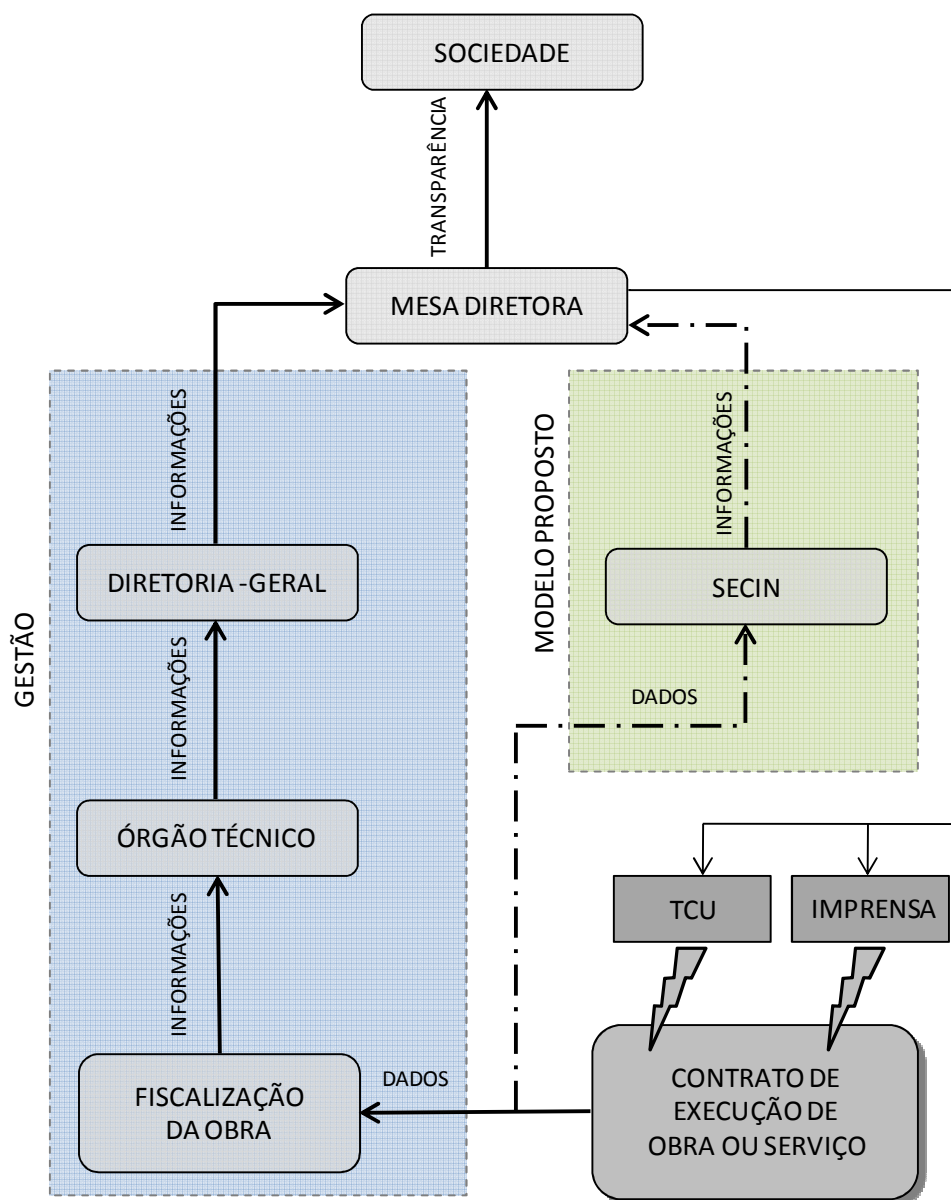 SOCIEDADE
TRANSPARÊNCIA
MESA DIRETORA
INFORMAÇÕES
INFORMAÇÕES
MODELO PROPOSTO
DIRETORIA -GERAL
SECIN
GESTÃO
INFORMAÇÕES
DADOS
ÓRGÃO TÉCNICO
TCU
IMPRENSA
INFORMAÇÕES
DADOS
FISCALIZAÇÃO
DA OBRA
CONTRATO DE
EXECUÇÃO DE
OBRA OU SERVIÇO